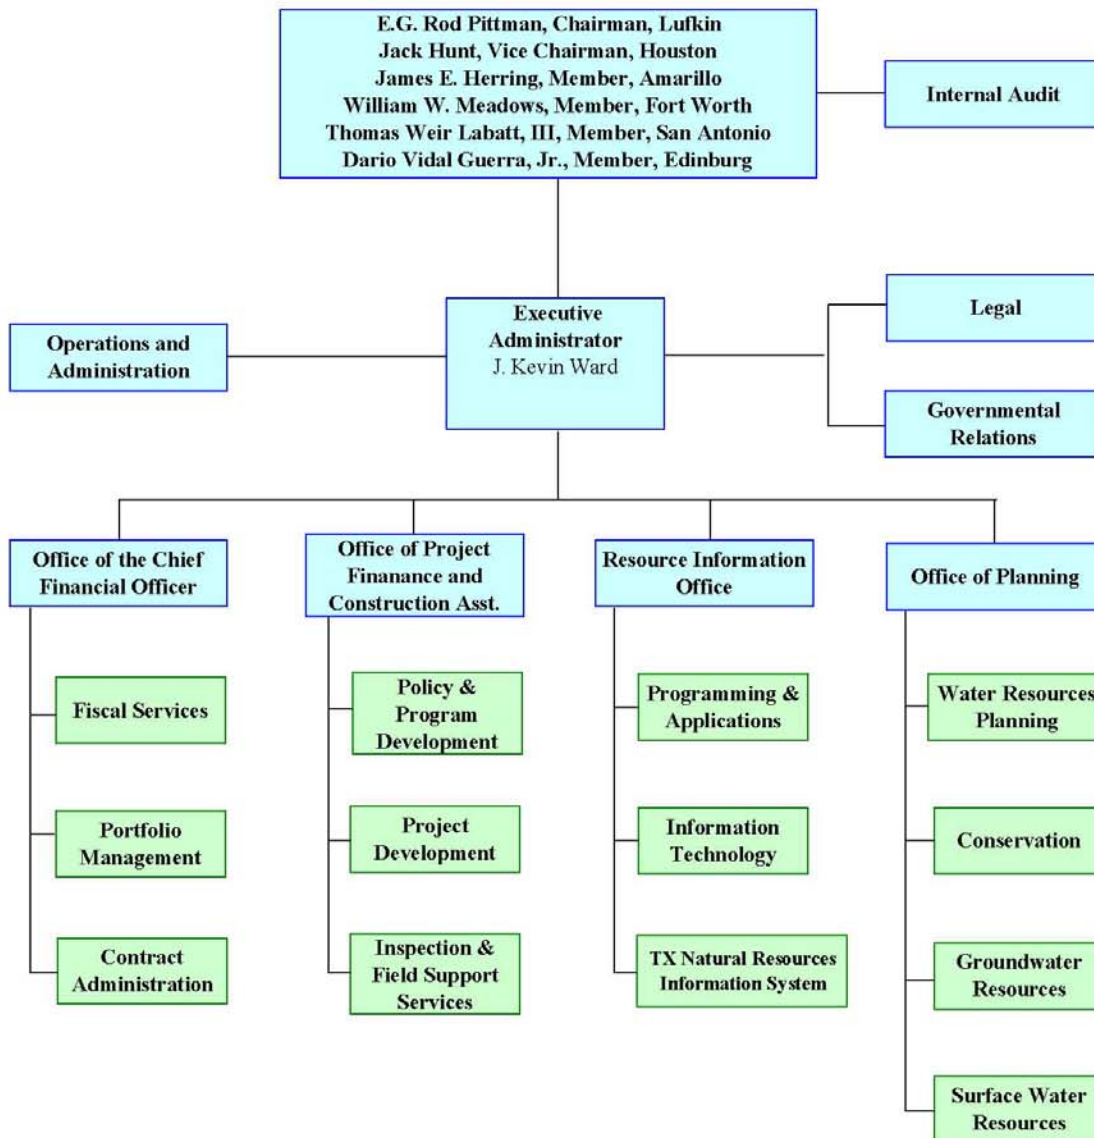 E.G. Rod Pittman, Chairman, Lufkin
Jack Hunt, Vice Chairman, Houston
James E. Herring, Member, Amarillo
William W. Meadows, Member, Fort Worth
Thomas Weir Labatt, III, Member, San Antonio
Dario Vidal Guerra, Jr., Member, Edinburg
Internal Audit
Executive
Administrator
J. Kevin Ward
Operations and
Administration
Legal
Governmental
Relations
Office of the Chief
Financial Officer
Office of Project
Finanance and
Construction Asst.
Resource Information
Office
Office of Planning
Fiscal Services
Portfolio
Management
Contract
Administration
Policy &
Program
Development
Project
Development
Inspection &
Field Support
Services
Programming &
Applications
Information
Technology
TX Natural Resources
Information System
Water Resources
Planning
Conservation
Groundwater
Resources
Surface Water
Resources